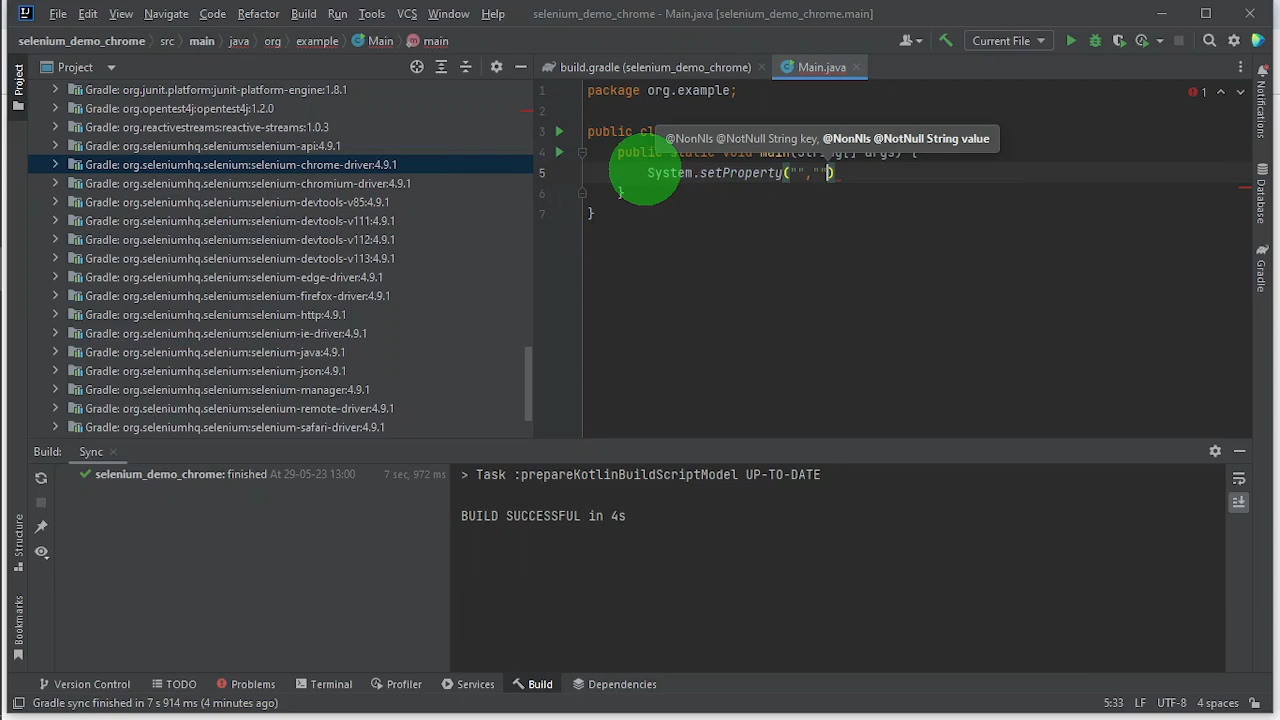 File Edit View Navigate Code Refactor Build Run Tools VCS Window Help selenium_demo_chrome - Main.java [selenium_demo_chrome.main]
selenium_demo_chrome src main java org example Main main Current File
Project build.gradle (selenium_demo_chrome) Main.java
Gradle: org.junit.platform:junit-platform-engine:1.8.1
Gradle: org.opentest4j:opentest4j:1.2.0
Gradle: org.reactivestreams:reactive-streams:1.0.3
Gradle: org.seleniumhq.selenium:selenium-api:4.9.1
Gradle: org.seleniumhq.selenium:selenium-chrome-driver:4.9.1
Gradle: org.seleniumhq.selenium:selenium-chromium-driver:4.9.1
Gradle: org.seleniumhq.selenium:selenium-devtools-v85:4.9.1
Gradle: org.seleniumhq.selenium:selenium-devtools-v111:4.9.1
Gradle: org.seleniumhq.selenium:selenium-devtools-v112:4.9.1
Gradle: org.seleniumhq.selenium:selenium-devtools-v113:4.9.1
Gradle: org.seleniumhq.selenium:selenium-edge-driver:4.9.1
Gradle: org.seleniumhq.selenium:selenium-firefox-driver:4.9.1
Gradle: org.seleniumhq.selenium:selenium-http:4.9.1
Gradle: org.seleniumhq.selenium:selenium-ie-driver:4.9.1
Gradle: org.seleniumhq.selenium:selenium-java:4.9.1
Gradle: org.seleniumhq.selenium:selenium-json:4.9.1
Gradle: org.seleniumhq.selenium:selenium-manager:4.9.1
Gradle: org.seleniumhq.selenium:selenium-remote-driver:4.9.1
Gradle: org.seleniumhq.selenium:selenium-safari-driver:4.9.1
1 package org.example; 1
2
3 public cl
@NonNls @NotNull String key, @NonNls @NotNull String value
4 public static void main(String[] args) {
5 System.setProperty("","")
6 }
7 }
Project
Structure
Bookmarks
Notifications
Database
Gradle
Build: Sync
selenium_demo_chrome: finished At 29-05-23 13:00 7 sec, 972 ms
> Task :prepareKotlinBuildScriptModel UP-TO-DATE
BUILD SUCCESSFUL in 4s
Version Control TODO Problems Terminal Profiler Services Build Dependencies
Gradle sync finished in 7 s 914 ms (4 minutes ago) 5:33 LF UTF-8 4 spaces